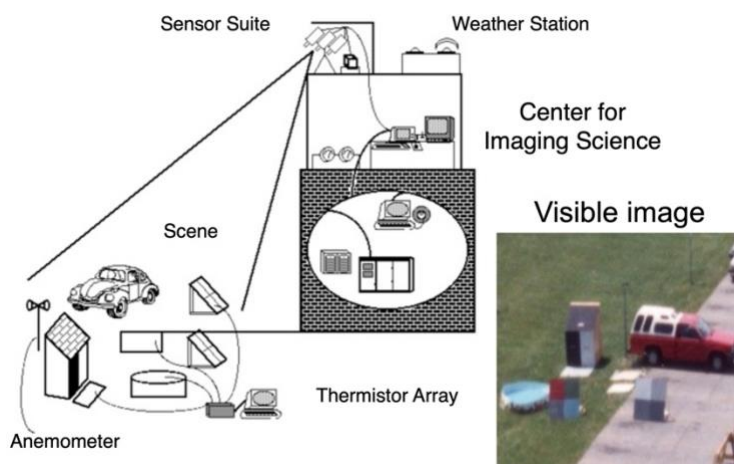 Sensor Suite
Weather Station
Center for
Imaging Science
Visible image
Scene
Thermistor Array
Anemometer